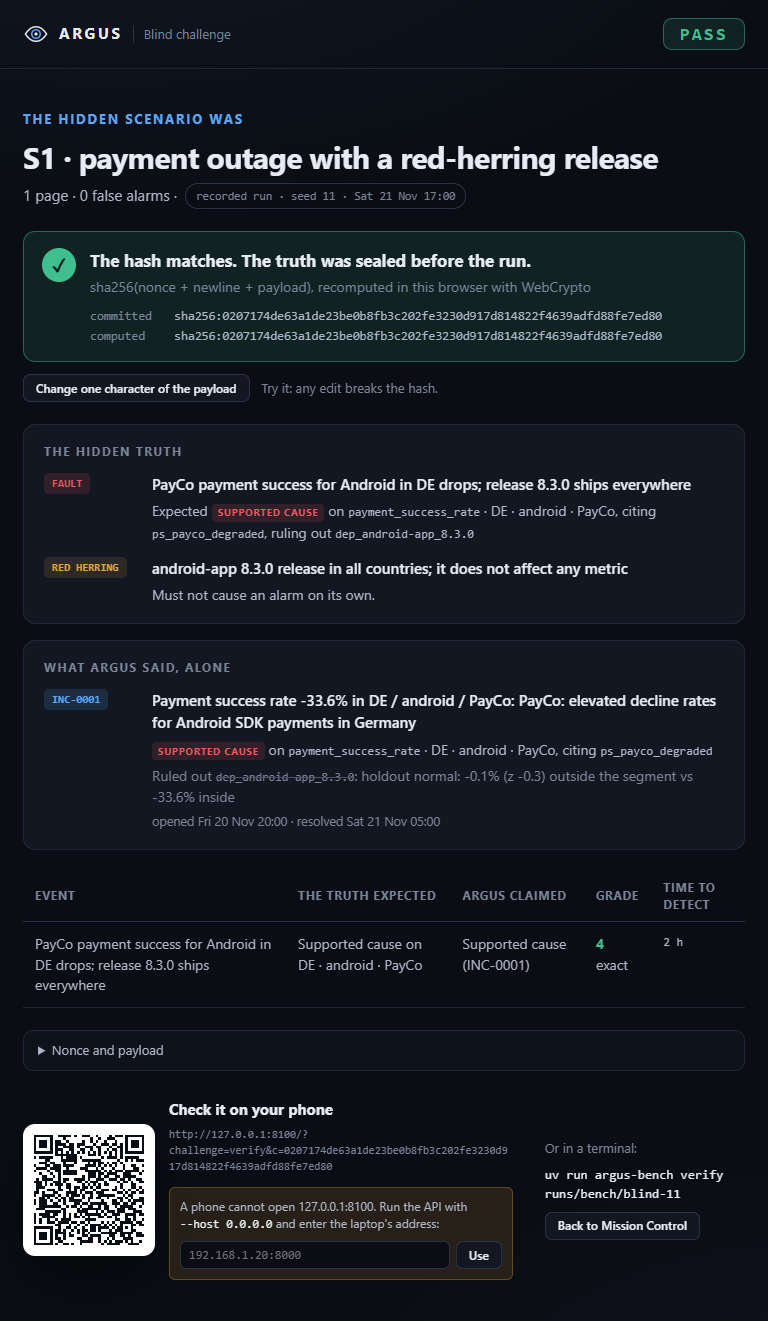 ARGUS
Blind challenge
PASS
THE HIDDEN SCENARIO WAS
S1 · payment outage with a red-herring release
1 page · 0 false alarms ·
recorded run · seed 11 · Sat 21 Nov 17:00
✓
The hash matches. The truth was sealed before the run.
sha256(nonce + newline + payload), recomputed in this browser with WebCrypto
committed sha256:0207174de63a1de23be0b8fb3c202fe3230d917d814822f4639adfd88fe7ed80
computed sha256:0207174de63a1de23be0b8fb3c202fe3230d917d814822f4639adfd88fe7ed80
Change one character of the payload
Try it: any edit breaks the hash.
THE HIDDEN TRUTH
FAULT
PayCo payment success for Android in DE drops; release 8.3.0 ships everywhere
Expected SUPPORTED CAUSE on payment_success_rate · DE · android · PayCo, citing
ps_payco_degraded, ruling out dep_android-app_8.3.0
RED HERRING
android-app 8.3.0 release in all countries; it does not affect any metric
Must not cause an alarm on its own.
WHAT ARGUS SAID, ALONE
INC-0001
Payment success rate -33.6% in DE / android / PayCo: PayCo: elevated decline rates
for Android SDK payments in Germany
SUPPORTED CAUSE on payment_success_rate · DE · android · PayCo, citing ps_payco_degraded
Ruled out dep_android-app_8.3.0: holdout normal: -0.1% (z -0.3) outside the segment vs
-33.6% inside
opened Fri 20 Nov 20:00 · resolved Sat 21 Nov 05:00
EVENT
THE TRUTH EXPECTED
ARGUS CLAIMED
GRADE
TIME TO
DETECT
PayCo payment success for Android in
DE drops; release 8.3.0 ships
everywhere
Supported cause on
DE · android · PayCo
Supported cause
(INC-0001)
4
exact
2 h
▶ Nonce and payload
Check it on your phone
http://127.0.0.1:8100/?
challenge=verify&c=0207174de63a1de23be0b8fb3c202fe3230d9
17d814822f4639adfd88fe7ed80
A phone cannot open 127.0.0.1:8100. Run the API with
--host 0.0.0.0 and enter the laptop's address:
192.168.1.20:8000
Use
Or in a terminal:
uv run argus-bench verify
runs/bench/blind-11
Back to Mission Control